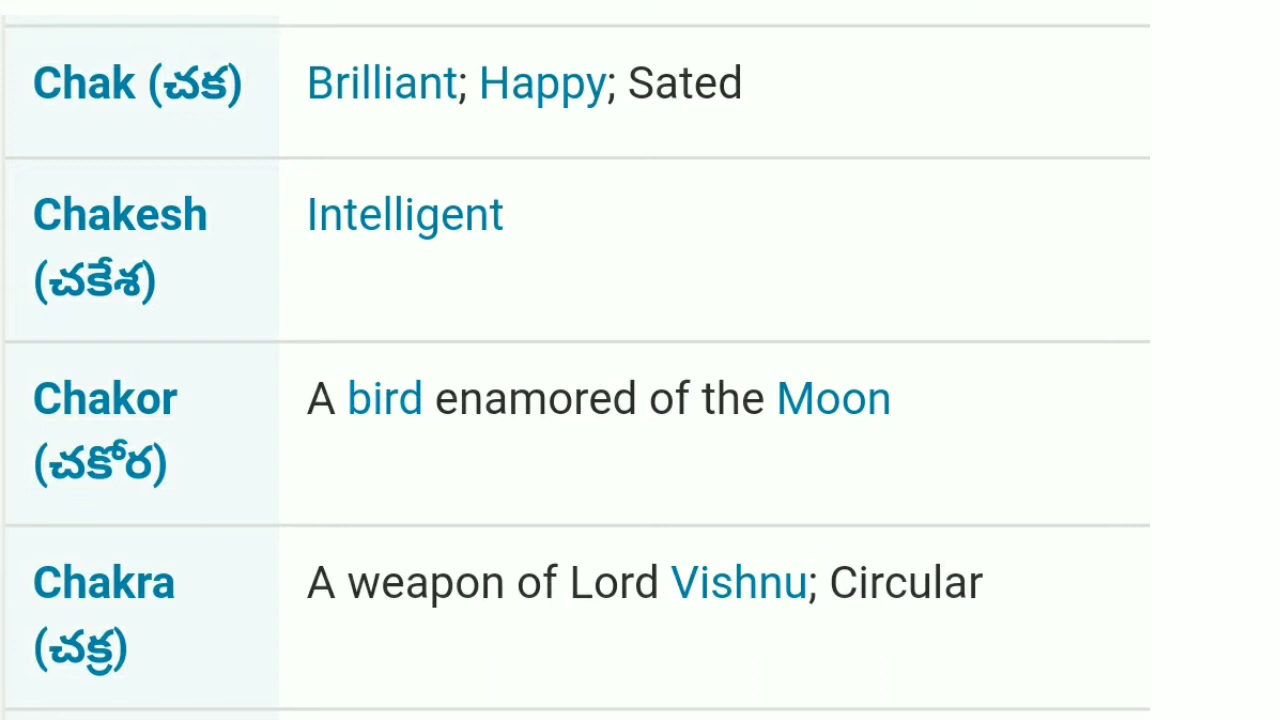 Chak (చక) Brilliant; Happy; Sated
Chakesh Intelligent
(చకేశ)
Chakor A bird enamored of the Moon
(చకోర)
Chakra A weapon of Lord Vishnu; Circular
(చక్ర)